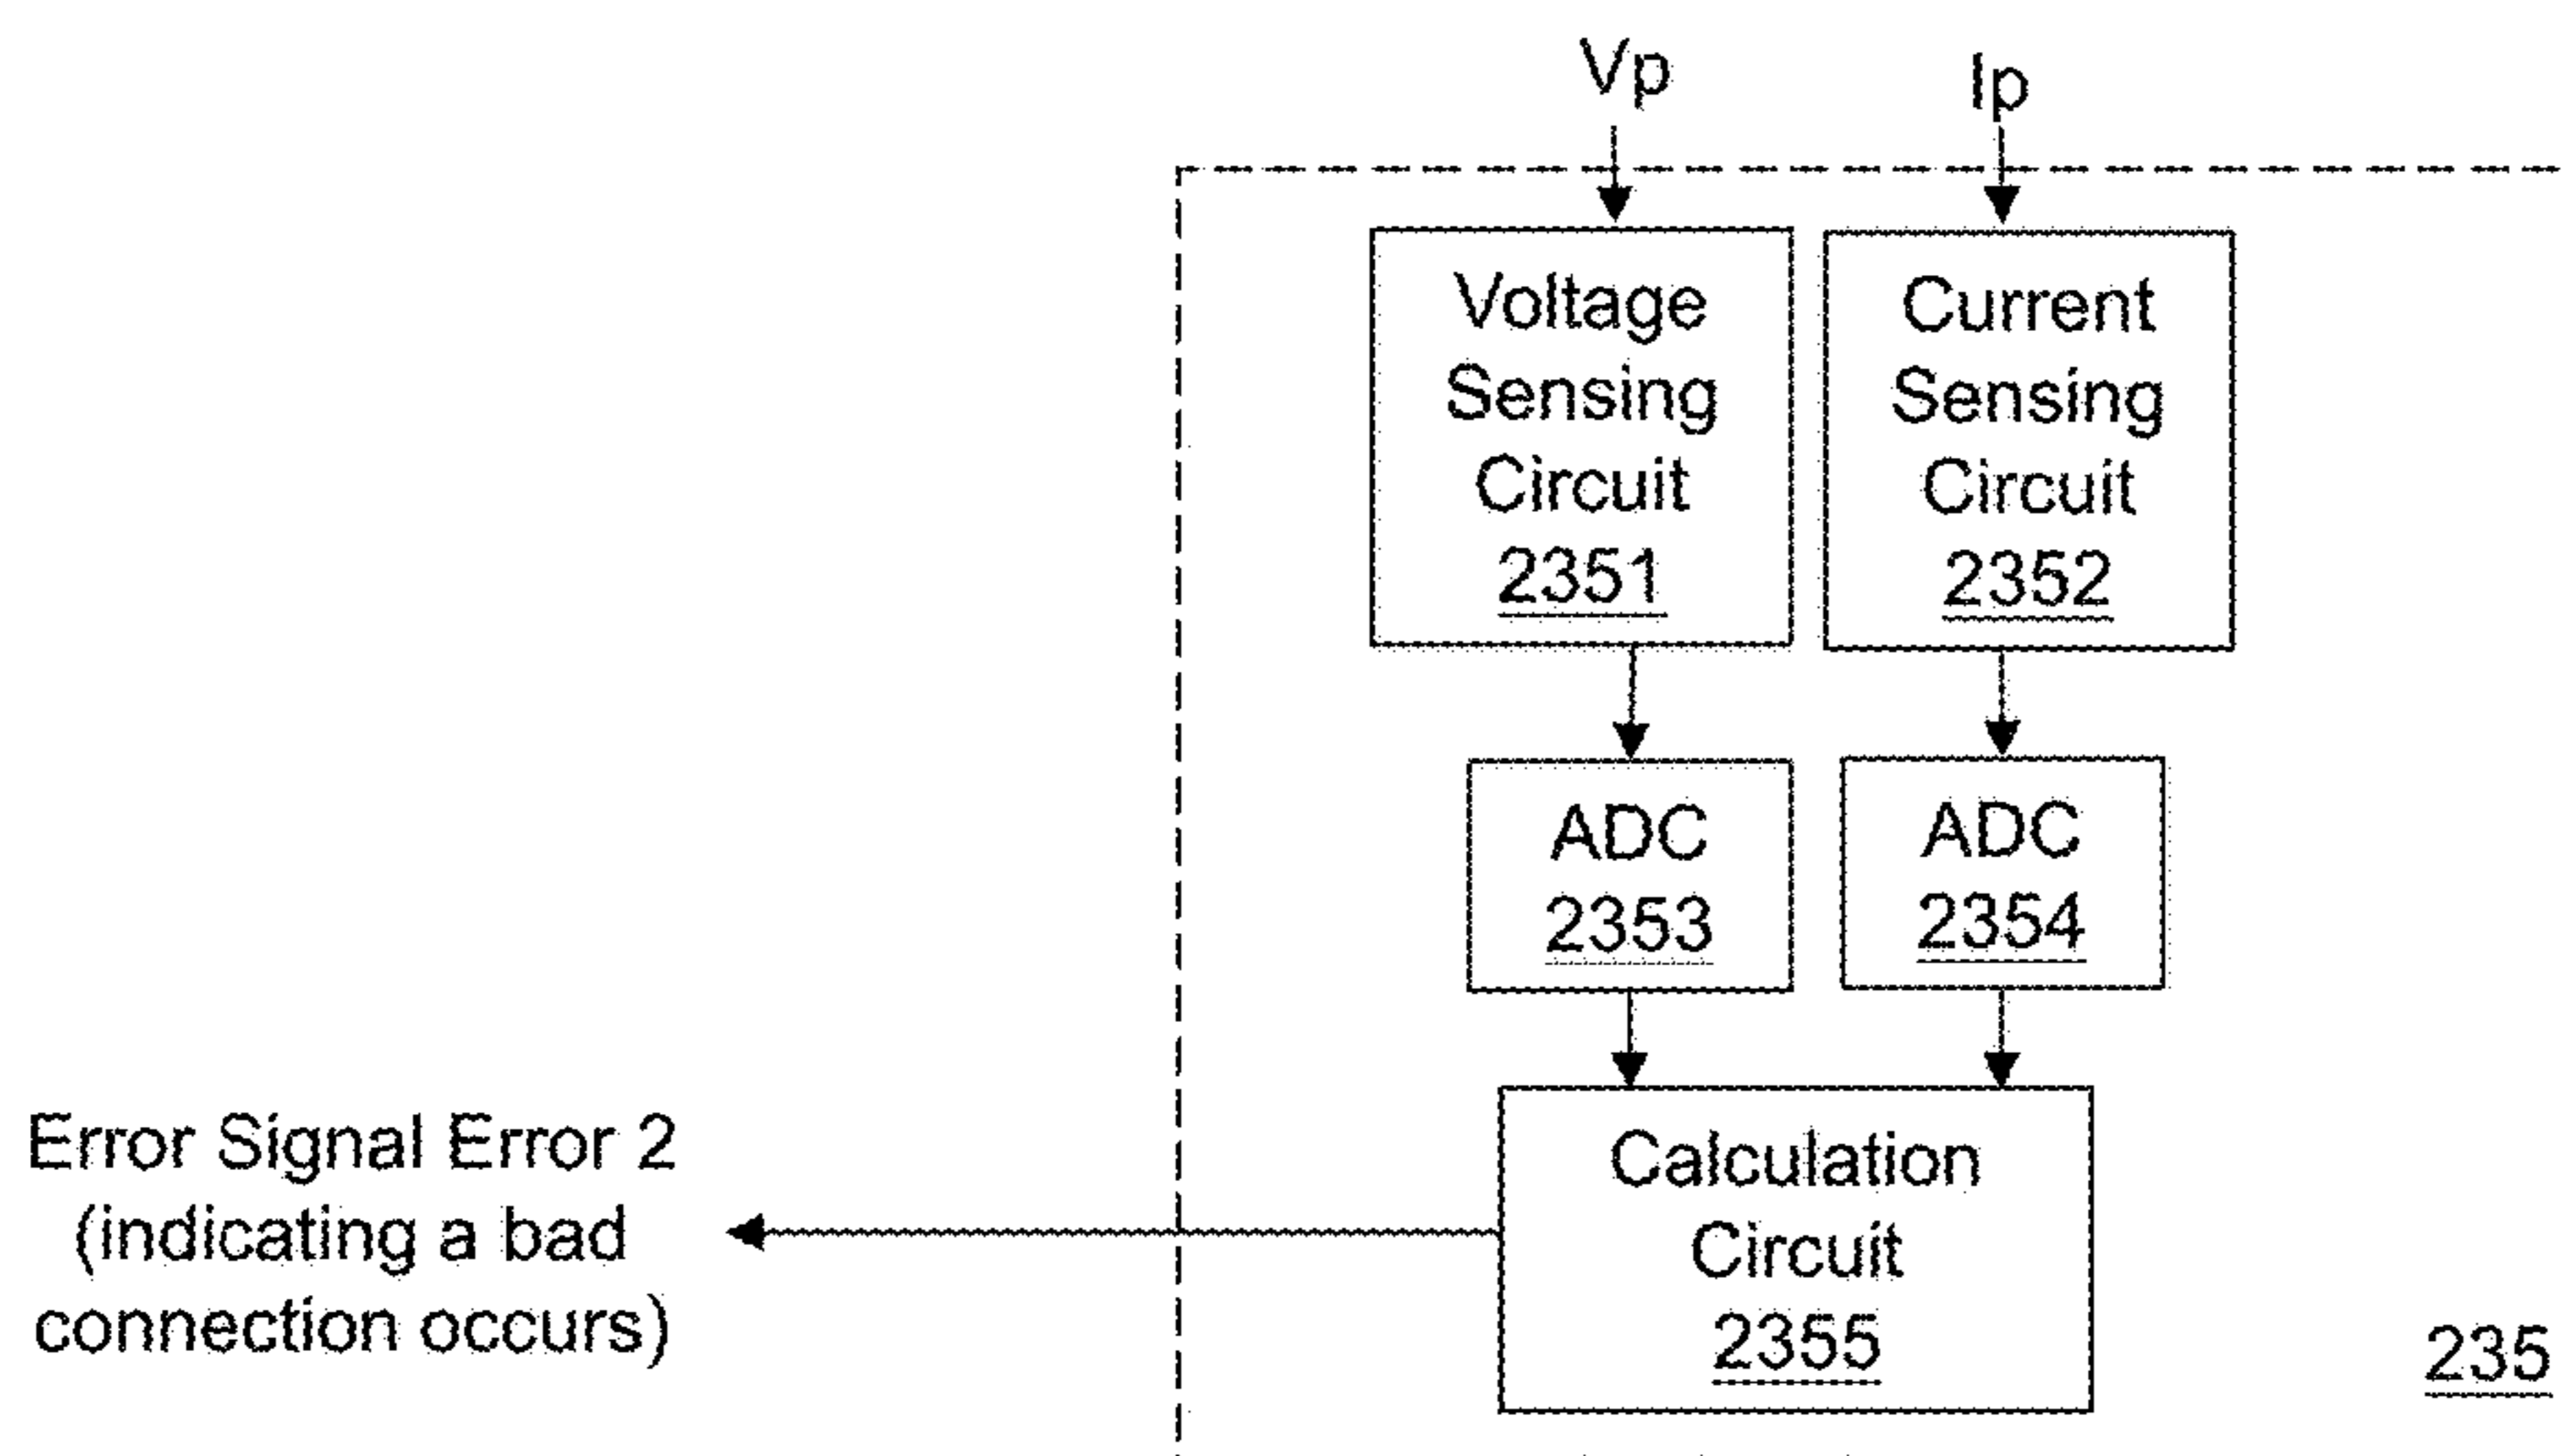 Vp
Ip
Voltage
Sensing
Circuit
2351
Current
Sensing
Circuit
2352
ADC
2353
ADC
2354
Calculation
Circuit
2355
Error Signal Error 2
(indicating a bad
connection occurs)
235